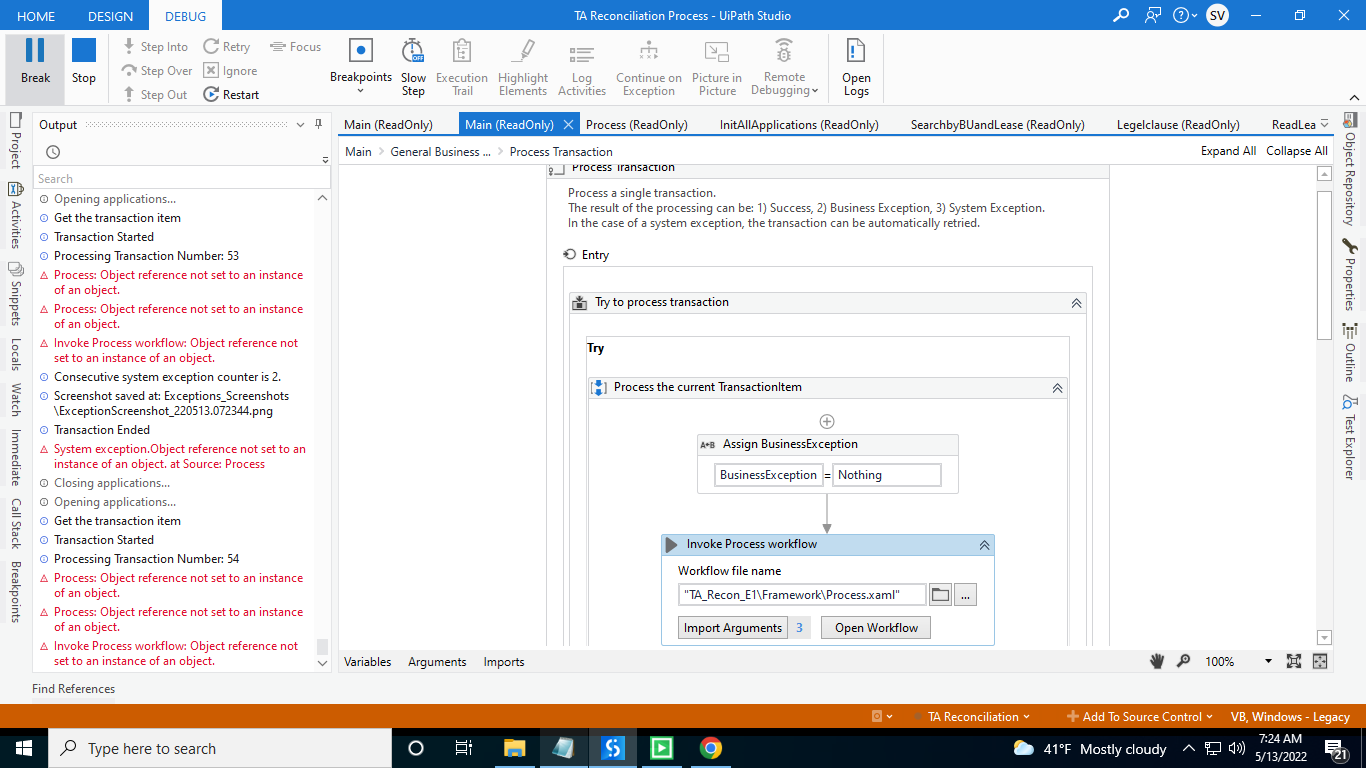 HOME
DESIGN
DEBUG
TA Reconciliation Process - UiPath Studio
SV
Break
Stop
Step Into
Step Over
Step Out
Retry
Ignore
Restart
Focus
Breakpoints
Slow
Step
Execution
Trail
Highlight
Elements
Log
Activities
Continue on
Exception
Picture in
Picture
Remote
Debugging
Open
Logs
Project
Activities
Snippets
Locals
Watch
Immediate
Call Stack
Breakpoints
Output
Search
Opening applications...
Get the transaction item
Transaction Started
Processing Transaction Number: 53
Process: Object reference not set to an instance
of an object.
Process: Object reference not set to an instance
of an object.
Invoke Process workflow: Object reference not
set to an instance of an object.
Consecutive system exception counter is 2.
Screenshot saved at: Exceptions_Screenshots
\ExceptionScreenshot_220513.072344.png
Transaction Ended
System exception.Object reference not set to an
instance of an object. at Source: Process
Closing applications...
Opening applications...
Get the transaction item
Transaction Started
Processing Transaction Number: 54
Process: Object reference not set to an instance
of an object.
Process: Object reference not set to an instance
of an object.
Invoke Process workflow: Object reference not
set to an instance of an object.
Find References
Main (ReadOnly)
Main (ReadOnly)
Process (ReadOnly)
InitAllApplications (ReadOnly)
SearchbyBUandLease (ReadOnly)
Legelclause (ReadOnly)
ReadLea
Main
General Business ...
Process Transaction
Expand All
Collapse All
Process Transaction
Process a single transaction.
The result of the processing can be: 1) Success, 2) Business Exception, 3) System Exception.
In the case of a system exception, the transaction can be automatically retried.
Entry
Try to process transaction
Try
Process the current TransactionItem
A+B Assign BusinessException
BusinessException = Nothing
Invoke Process workflow
Workflow file name
"TA_Recon_E1\Framework\Process.xaml"
...
Import Arguments 3
Open Workflow
Variables
Arguments
Imports
100%
Object Repository
Properties
Outline
Test Explorer
TA Reconciliation
Add To Source Control
VB, Windows - Legacy
Type here to search
41°F Mostly cloudy
7:24 AM
5/13/2022
21